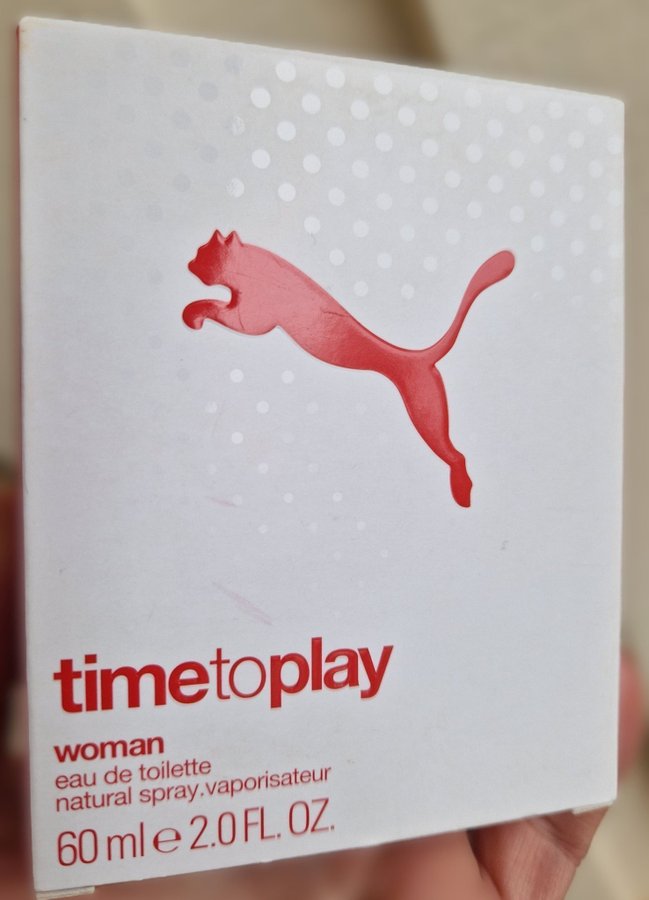 timetoplay
woman
eau de toilette
natural spray.vaporisateur
60 ml ℮ 2.0 FL. OZ.